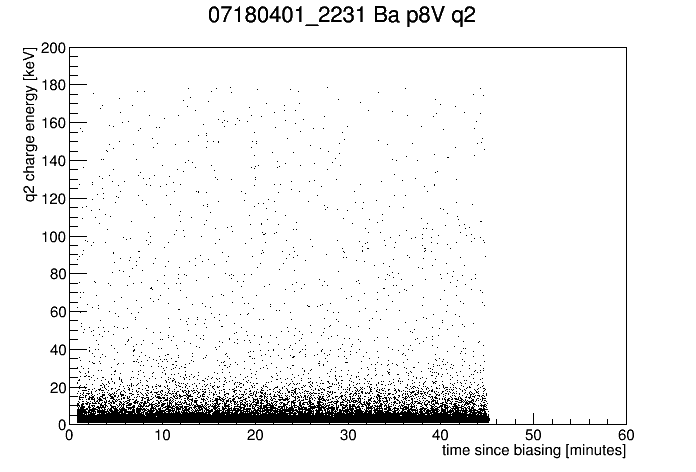 07180401_2231 Ba p8V q2
q2 charge energy [keV]
200
180
160
140
120
100
80
60
40
20
0
0 10 20 30 40 50 60
time since biasing [minutes]